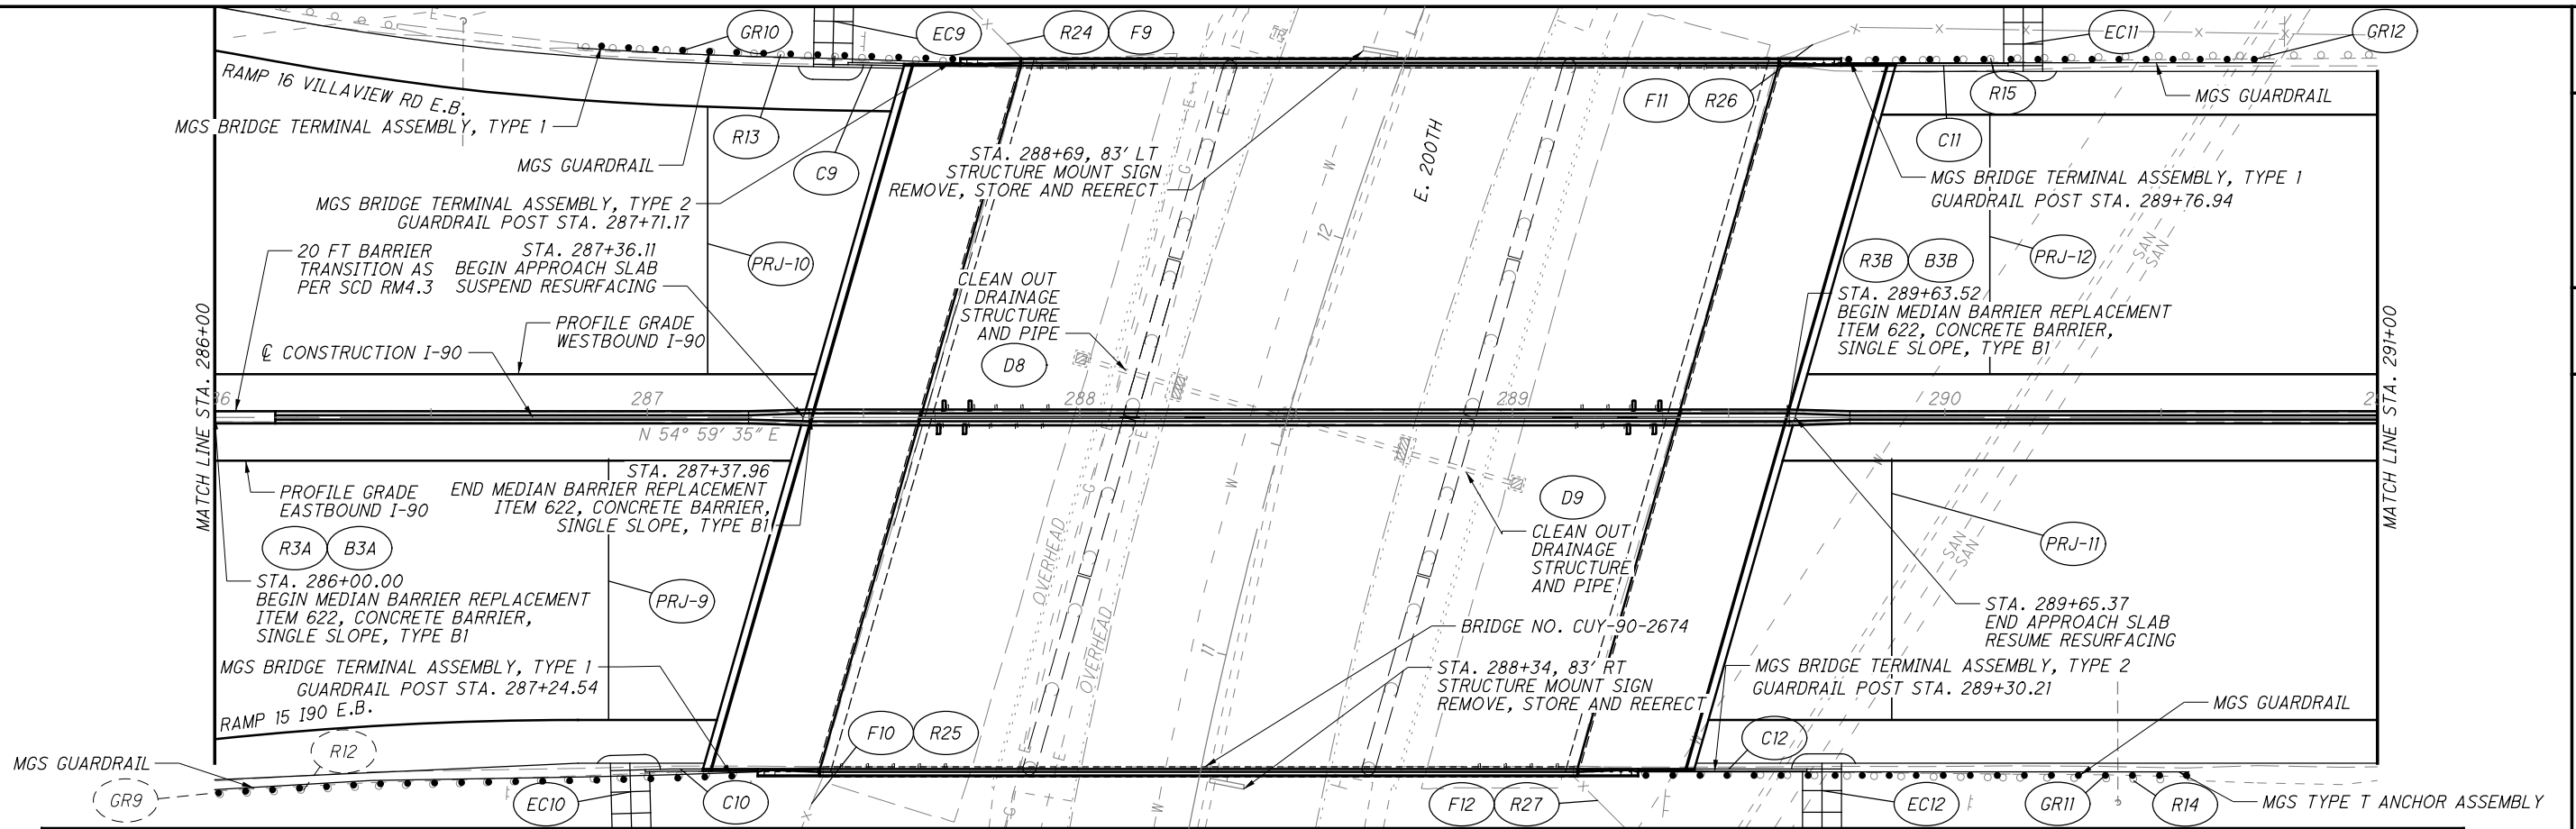 GR10
EC9
R24
F9
EC11
GR12
RAMP 16 VILLAVIEW RD E.B.
MGS BRIDGE TERMINAL ASSEMBLY, TYPE 1
R13
MGS GUARDRAIL
C9
F11
R26
R15
MGS GUARDRAIL
C11
E. 200TH
STA. 288+69, 83' LT
STRUCTURE MOUNT SIGN
REMOVE, STORE AND REERECT
MGS BRIDGE TERMINAL ASSEMBLY, TYPE 1
GUARDRAIL POST STA. 289+76.94
MGS BRIDGE TERMINAL ASSEMBLY, TYPE 2
GUARDRAIL POST STA. 287+71.17
20 FT BARRIER
TRANSITION AS
PER SCD RM4.3
STA. 287+36.11
BEGIN APPROACH SLAB
SUSPEND RESURFACING
PRJ-10
12
R3B
B3B
PRJ-12
SAN
SAN
CLEAN OUT
DRAINAGE
STRUCTURE
AND PIPE
D8
STA. 289+63.52
BEGIN MEDIAN BARRIER REPLACEMENT
ITEM 622, CONCRETE BARRIER,
SINGLE SLOPE, TYPE B1
PROFILE GRADE
WESTBOUND I-90
℄ CONSTRUCTION I-90
MATCH LINE STA. 286+00
MATCH LINE STA. 291+00
287
288
289
290
N 54° 59' 35" E
STA. 287+37.96
END MEDIAN BARRIER REPLACEMENT
ITEM 622, CONCRETE BARRIER,
SINGLE SLOPE, TYPE B1
PROFILE GRADE
EASTBOUND I-90
R3A
B3A
STA. 286+00.00
BEGIN MEDIAN BARRIER REPLACEMENT
ITEM 622, CONCRETE BARRIER,
SINGLE SLOPE, TYPE B1
PRJ-9
OVERHEAD
OVERHEAD
D9
CLEAN OUT
DRAINAGE
STRUCTURE
AND PIPE
SAN
SAN
PRJ-11
STA. 289+65.37
END APPROACH SLAB
RESUME RESURFACING
11
BRIDGE NO. CUY-90-2674
MGS BRIDGE TERMINAL ASSEMBLY, TYPE 1
GUARDRAIL POST STA. 287+24.54
STA. 288+34, 83' RT
STRUCTURE MOUNT SIGN
REMOVE, STORE AND REERECT
MGS BRIDGE TERMINAL ASSEMBLY, TYPE 2
GUARDRAIL POST STA. 289+30.21
MGS GUARDRAIL
RAMP 15 I90 E.B.
R12
F10
R25
C12
MGS GUARDRAIL
GR9
EC10
C10
F12
R27
EC12
GR11
R14
MGS TYPE T ANCHOR ASSEMBLY